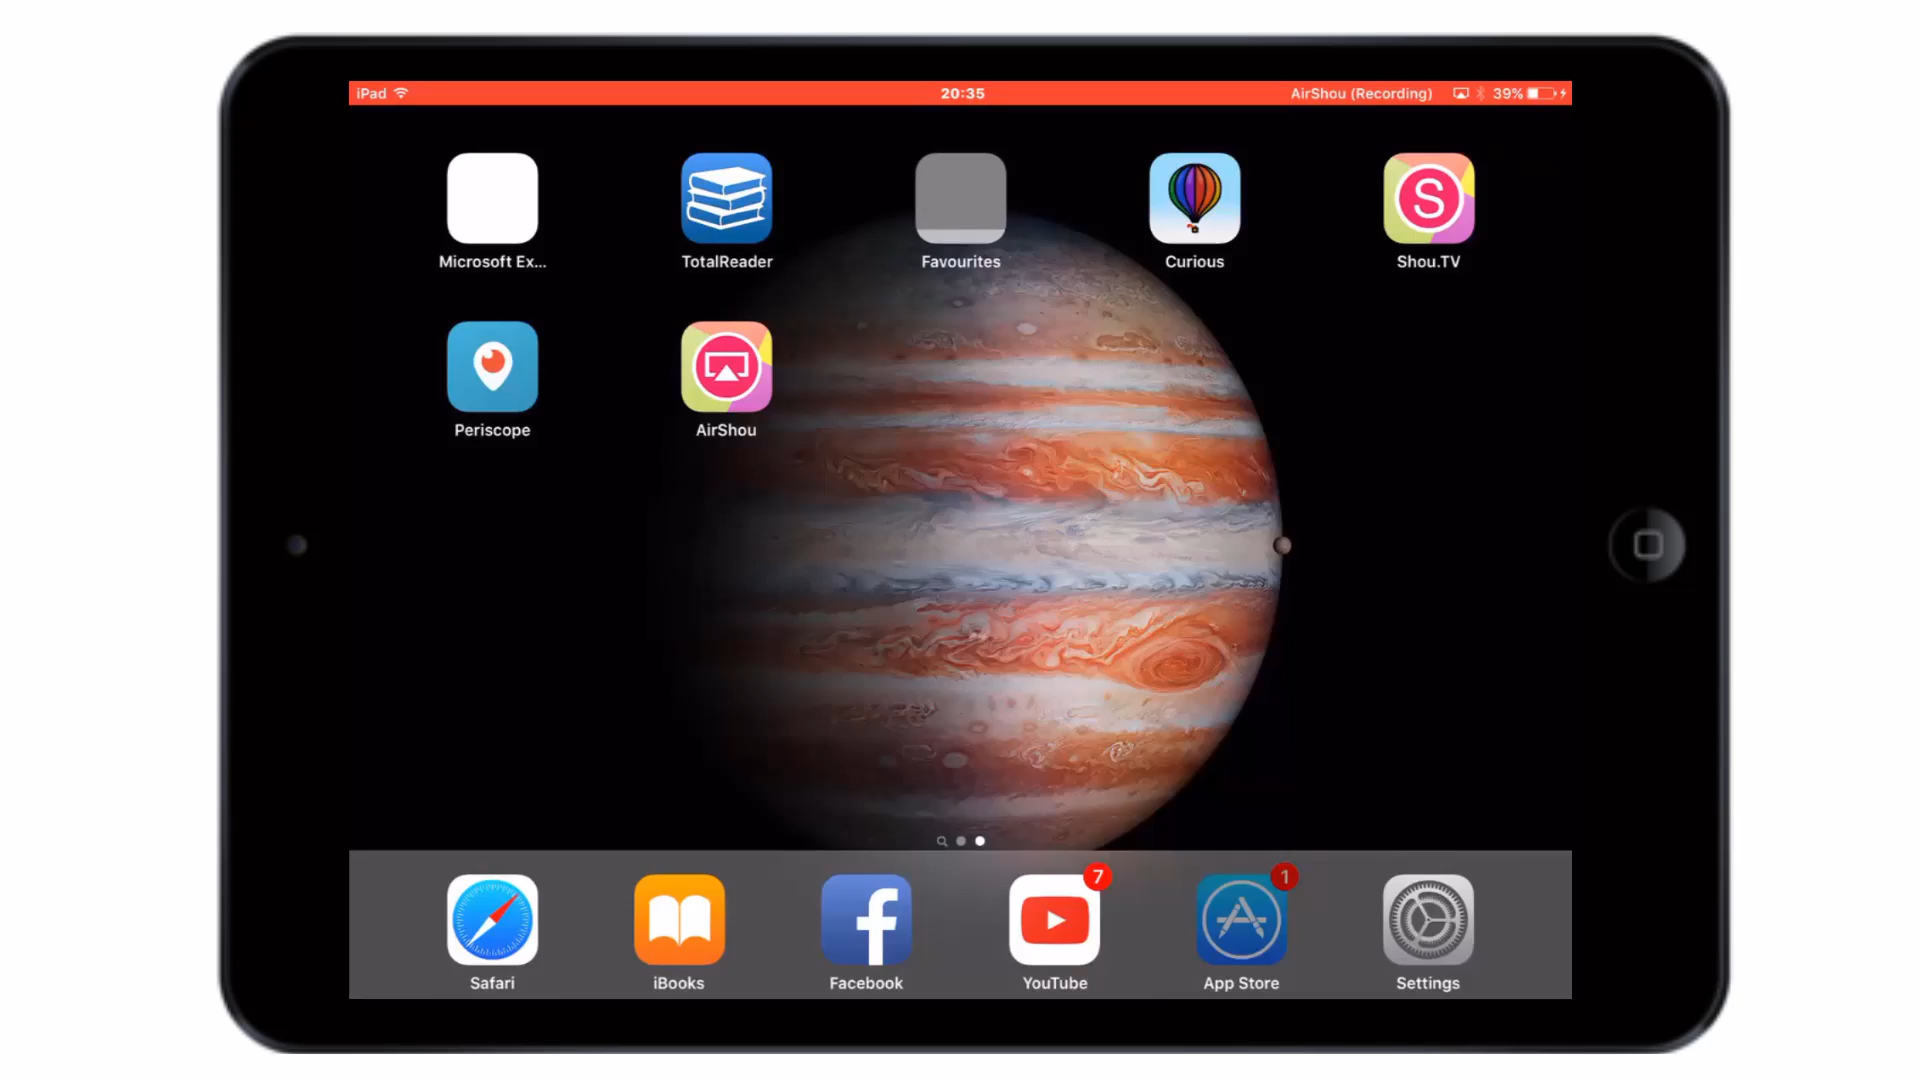 iPad 20:35 AirShou (Recording) 39%
Microsoft Ex... TotalReader Favourites Curious Shou.TV
S
Periscope AirShou
7 1
Safari iBooks Facebook YouTube App Store Settings